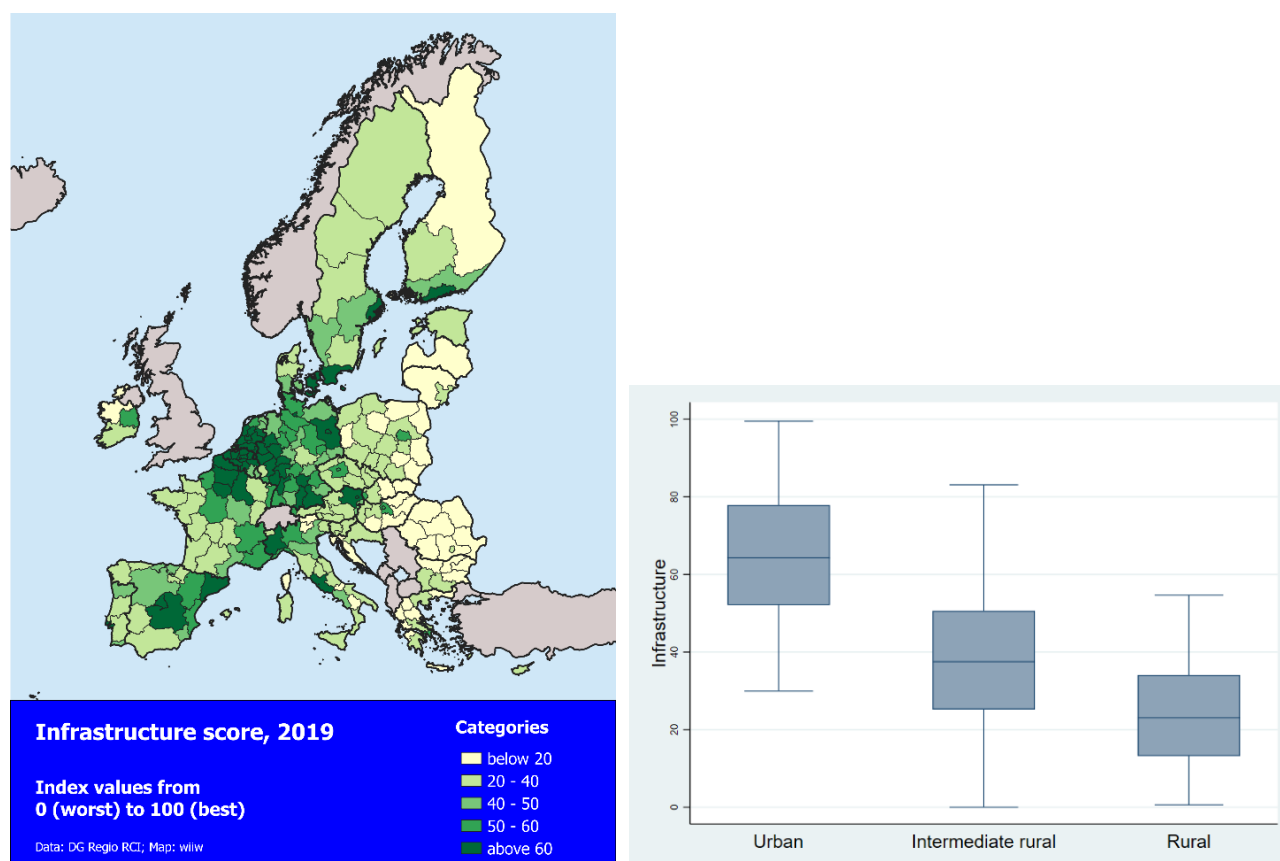 Infrastructure score, 2019
Index values from
0 (worst) to 100 (best)
Data: DG Regio RCI; Map: wiiw
Categories
below 20
20 - 40
40 - 50
50 - 60
above 60
Infrastructure
100
80
60
40
20
0
Urban
Intermediate rural
Rural